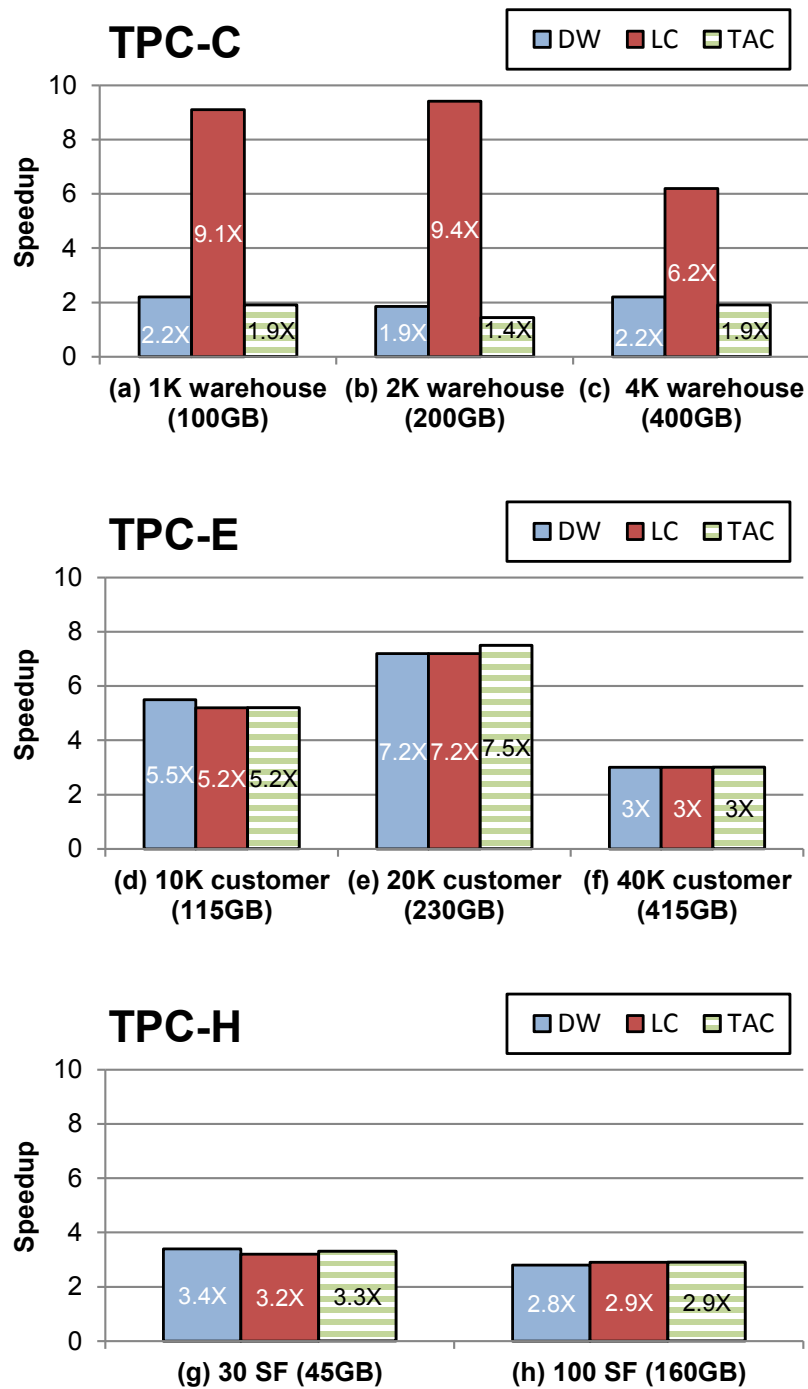 TPC-C
DW LC TAC
10
8
6
4
2
0
Speedup
2.2X 9.1X 1.9X 1.9X 9.4X 1.4X 2.2X 6.2X 1.9X
(a) 1K warehouse (b) 2K warehouse (c) 4K warehouse
(100GB) (200GB) (400GB)
TPC-E
DW LC TAC
10
8
6
4
2
0
Speedup
5.5X 5.2X 5.2X 7.2X 7.2X 7.5X 3X 3X 3X
(d) 10K customer (e) 20K customer (f) 40K customer
(115GB) (230GB) (415GB)
TPC-H
DW LC TAC
10
8
6
4
2
0
Speedup
3.4X 3.2X 3.3X 2.8X 2.9X 2.9X
(g) 30 SF (45GB) (h) 100 SF (160GB)